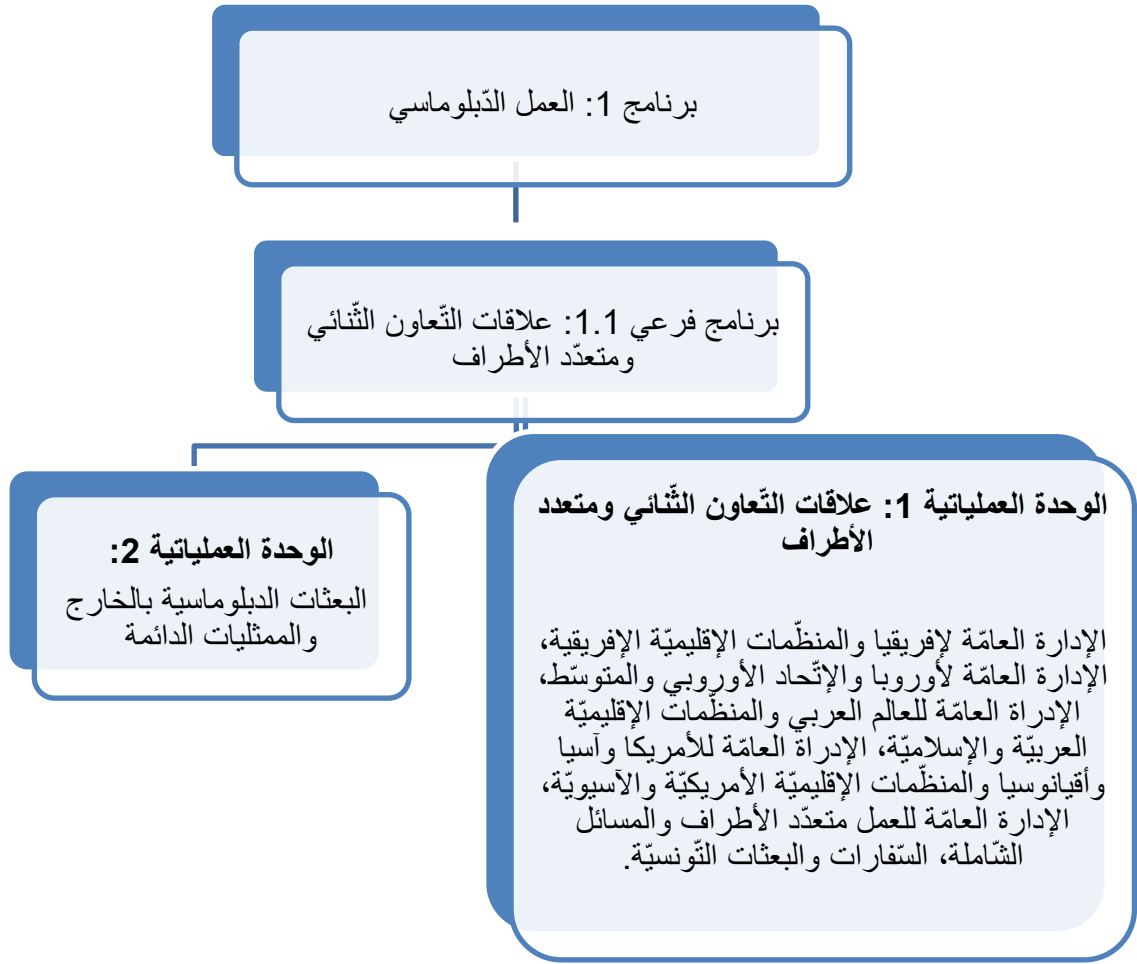 برنامج 1: العمل الدّبلوماسي
برنامج فرعي 1.1: علاقات التّعاون الثّنائي
ومتعدّد الأطراف
الوحدة العملياتية 1: علاقات التّعاون الثّنائي ومتعدد
الأطراف
الإدارة العامّة لإفريقيا والمنظّمات الإقليميّة الإفريقية،
الإدارة العامّة لأوروبا والإتّحاد الأوروبي والمتوسّط،
الإدراة العامّة للعالم العربي والمنظّمات الإقليميّة
العربيّة والإسلاميّة، الإدراة العامّة للأمريكا وآسيا
وأقيانوسيا والمنظّمات الإقليميّة الأمريكيّة والآسيويّة،
الإدارة العامّة للعمل متعدّد الأطراف والمسائل
الشّاملة، السّفارات والبعثات التّونسيّة.
الوحدة العملياتية 2:
البعثات الدبلوماسية بالخارج
والممثليات الدائمة